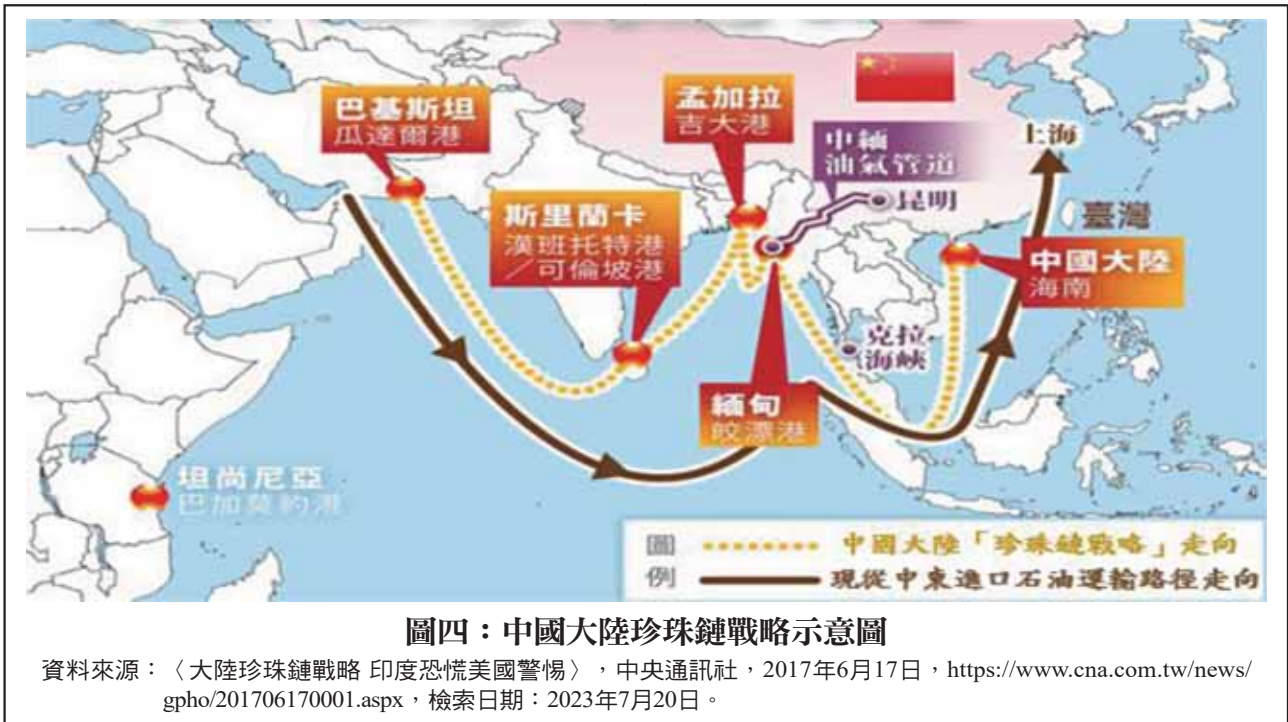 巴基斯坦
瓜達爾港
孟加拉
吉大港
中緬
油氣管道
上海
昆明
斯里蘭卡
漢班托特港
／可倫坡港
臺灣
中國大陸
海南
克拉
海峽
緬甸
皎漂港
坦尚尼亞
巴加莫約港
圖例
中國大陸「珍珠鏈戰略」走向
現從中東進口石油運輸路徑走向
圖四：中國大陸珍珠鏈戰略示意圖
資料來源：〈大陸珍珠鏈戰略 印度恐慌美國警惕〉，中央通訊社，2017年6月17日，https://www.cna.com.tw/news/
gpho/201706170001.aspx，檢索日期：2023年7月20日。